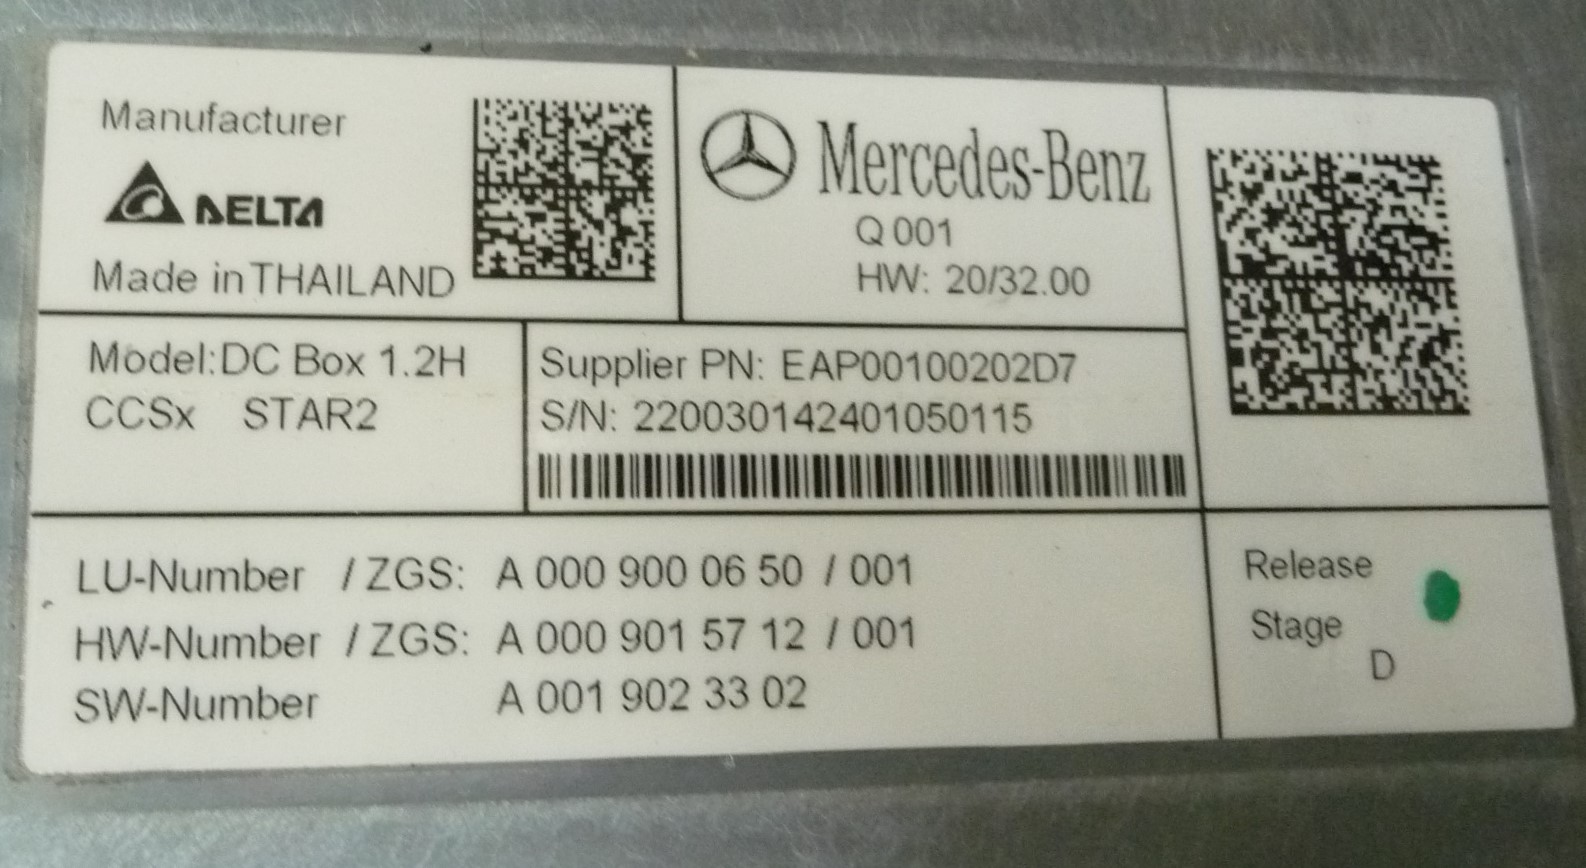 Manufacturer
DELTA
Made in THAILAND
Mercedes-Benz
Q 001
HW: 20/32.00
Model: DC Box 1.2H
CCSx STAR2
Supplier PN: EAP00100202D7
S/N: 220030142401050115
LU-Number / ZGS: A 000 900 06 50 / 001
HW-Number / ZGS: A 000 901 57 12 / 001
SW-Number A 001 902 33 02
Release
Stage
D